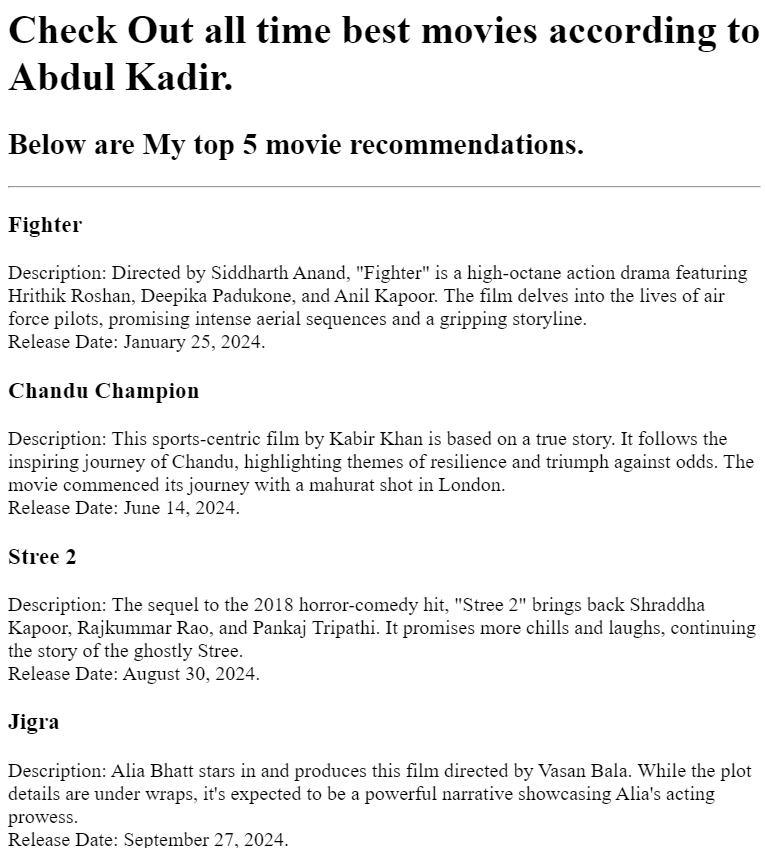 Check Out all time best movies according to
Abdul Kadir.
Below are My top 5 movie recommendations.
Fighter
Description: Directed by Siddharth Anand, "Fighter" is a high-octane action drama featuring
Hrithik Roshan, Deepika Padukone, and Anil Kapoor. The film delves into the lives of air
force pilots, promising intense aerial sequences and a gripping storyline.
Release Date: January 25, 2024.
Chandu Champion
Description: This sports-centric film by Kabir Khan is based on a true story. It follows the
inspiring journey of Chandu, highlighting themes of resilience and triumph against odds. The
movie commenced its journey with a mahurat shot in London.
Release Date: June 14, 2024.
Stree 2
Description: The sequel to the 2018 horror-comedy hit, "Stree 2" brings back Shraddha
Kapoor, Rajkummar Rao, and Pankaj Tripathi. It promises more chills and laughs, continuing
the story of the ghostly Stree.
Release Date: August 30, 2024.
Jigra
Description: Alia Bhatt stars in and produces this film directed by Vasan Bala. While the plot
details are under wraps, it's expected to be a powerful narrative showcasing Alia's acting
prowess.
Release Date: September 27, 2024.